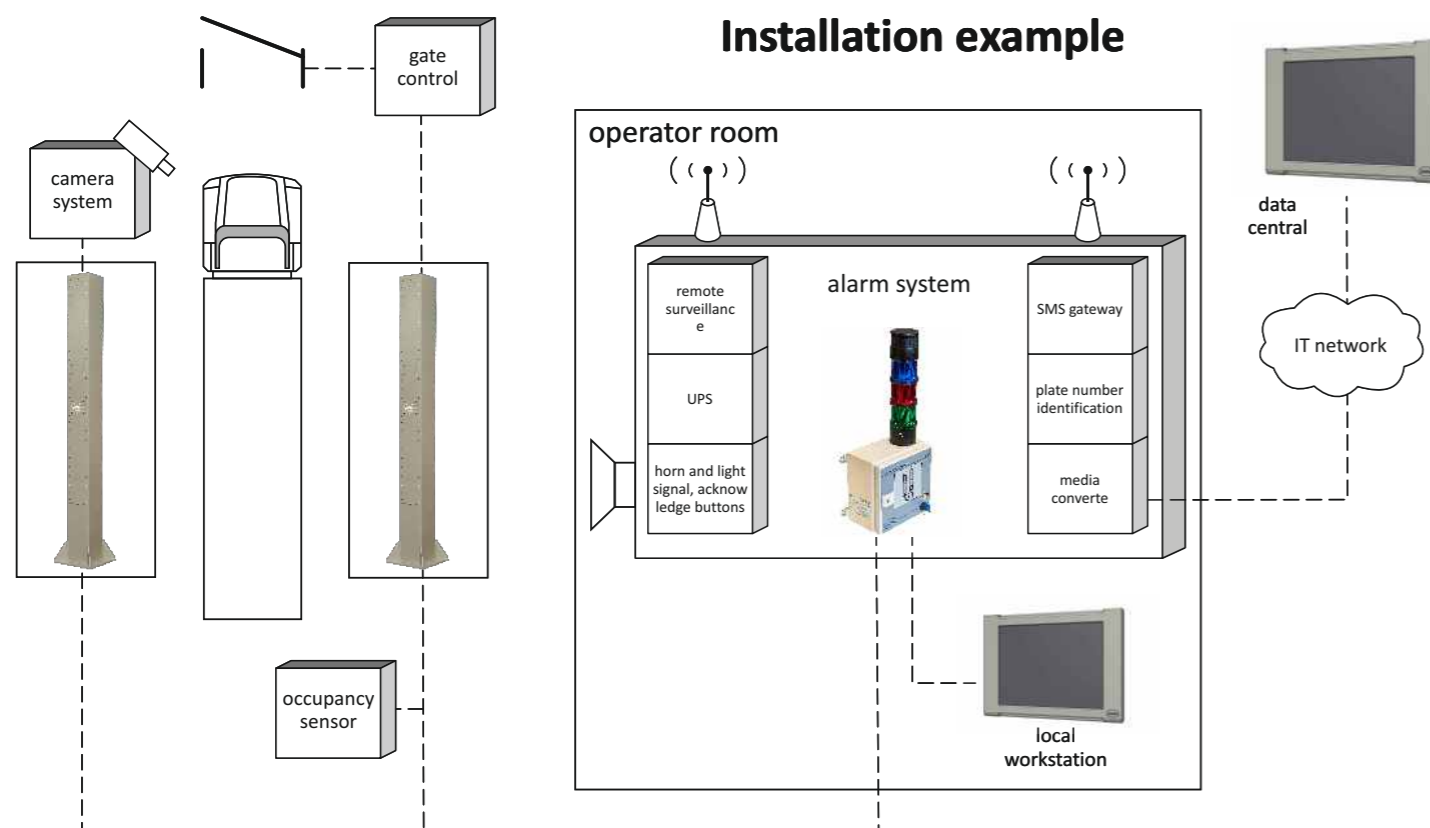 Installation example
gate
control
operator room
camera
system
data
central
remote
surveillanc
e
alarm system
SMS gateway
IT network
UPS
plate number
identification
horn and light
signal, acknow
ledge buttons
media
converte
occupancy
sensor
local
workstation